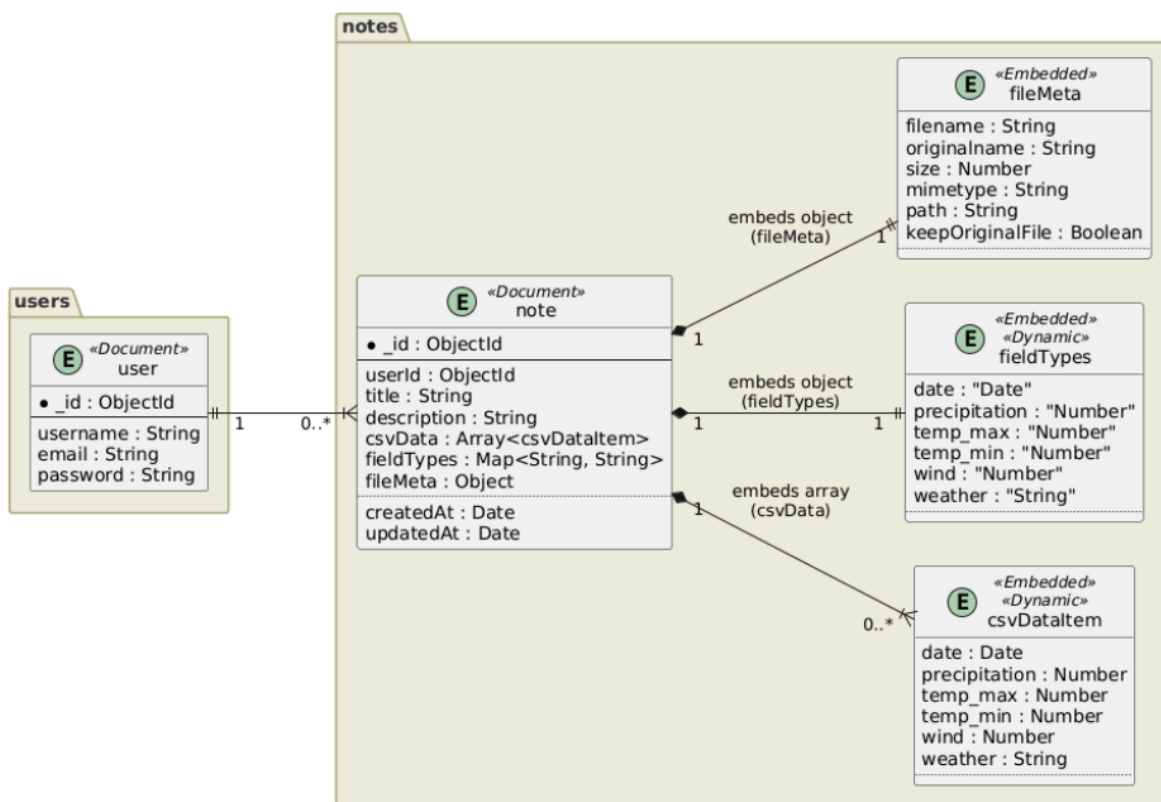 notes
E
«Embedded»
fileMeta
filename : String
originalname : String
size : Number
mimetype : String
path : String
keepOriginalFile : Boolean
embeds object
(fileMeta)
1
1
users
E
«Document»
user
_id : ObjectId
username : String
email : String
password : String
1
0..*
E
«Document»
note
_id : ObjectId
userId : ObjectId
title : String
description : String
csvData : Array<csvDataItem>
fieldTypes : Map<String, String>
fileMeta : Object
createdAt : Date
updatedAt : Date
embeds object
(fieldTypes)
1
1
E
«Embedded»
«Dynamic»
fieldTypes
date : "Date"
precipitation : "Number"
temp_max : "Number"
temp_min : "Number"
wind : "Number"
weather : "String"
embeds array
(csvData)
1
0..*
E
«Embedded»
«Dynamic»
csvDataItem
date : Date
precipitation : Number
temp_max : Number
temp_min : Number
wind : Number
weather : String